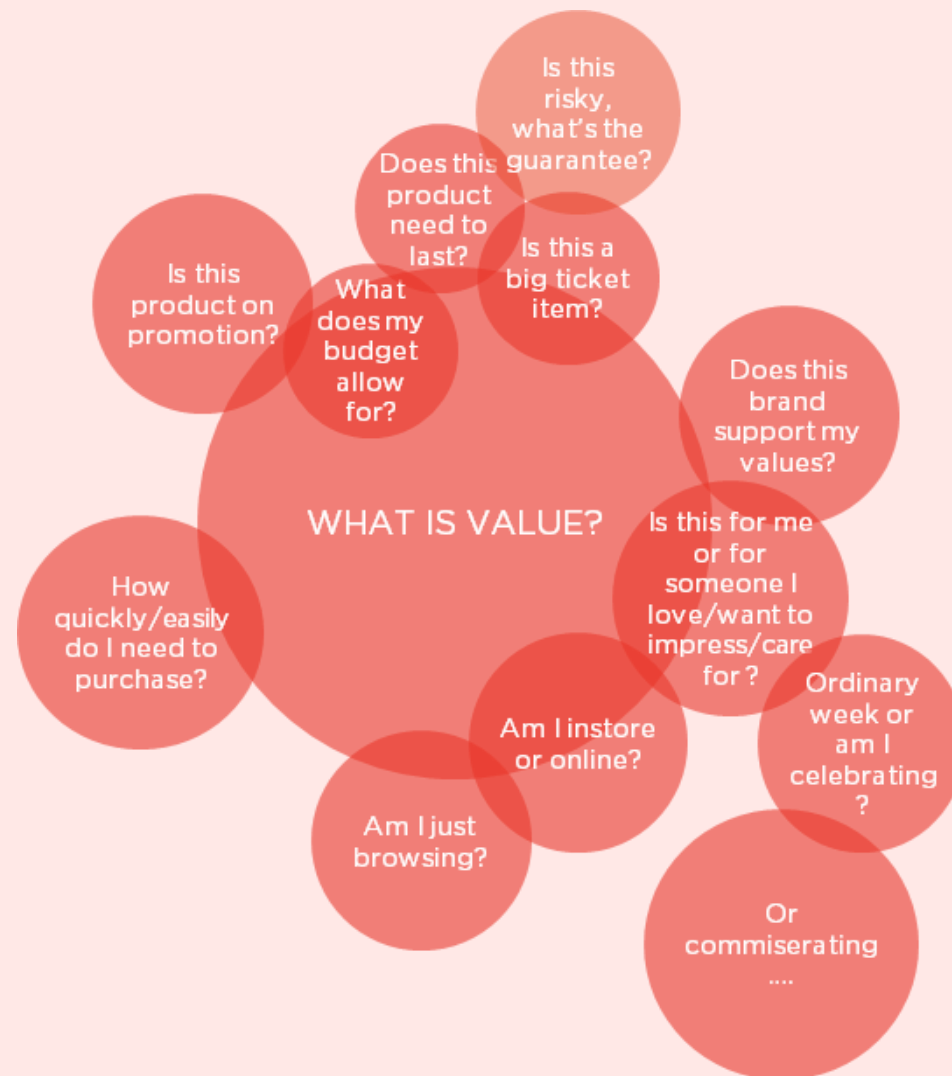 Is this
risky,
what's the
guarantee?
Does this
product
need to
last?
Is this a
big ticket
item?
Is this
product on
promotion?
What
does my
budget
allow
for?
Does this
brand
support my
values?
WHAT IS VALUE?
Is this for me
or for
someone I
love/want to
impress/care
for ?
How
quickly/easily
do I need to
purchase?
Ordinary
week or
am I
celebrating
?
Am I instore
or online?
Am I just
browsing?
Or
commiserating
....